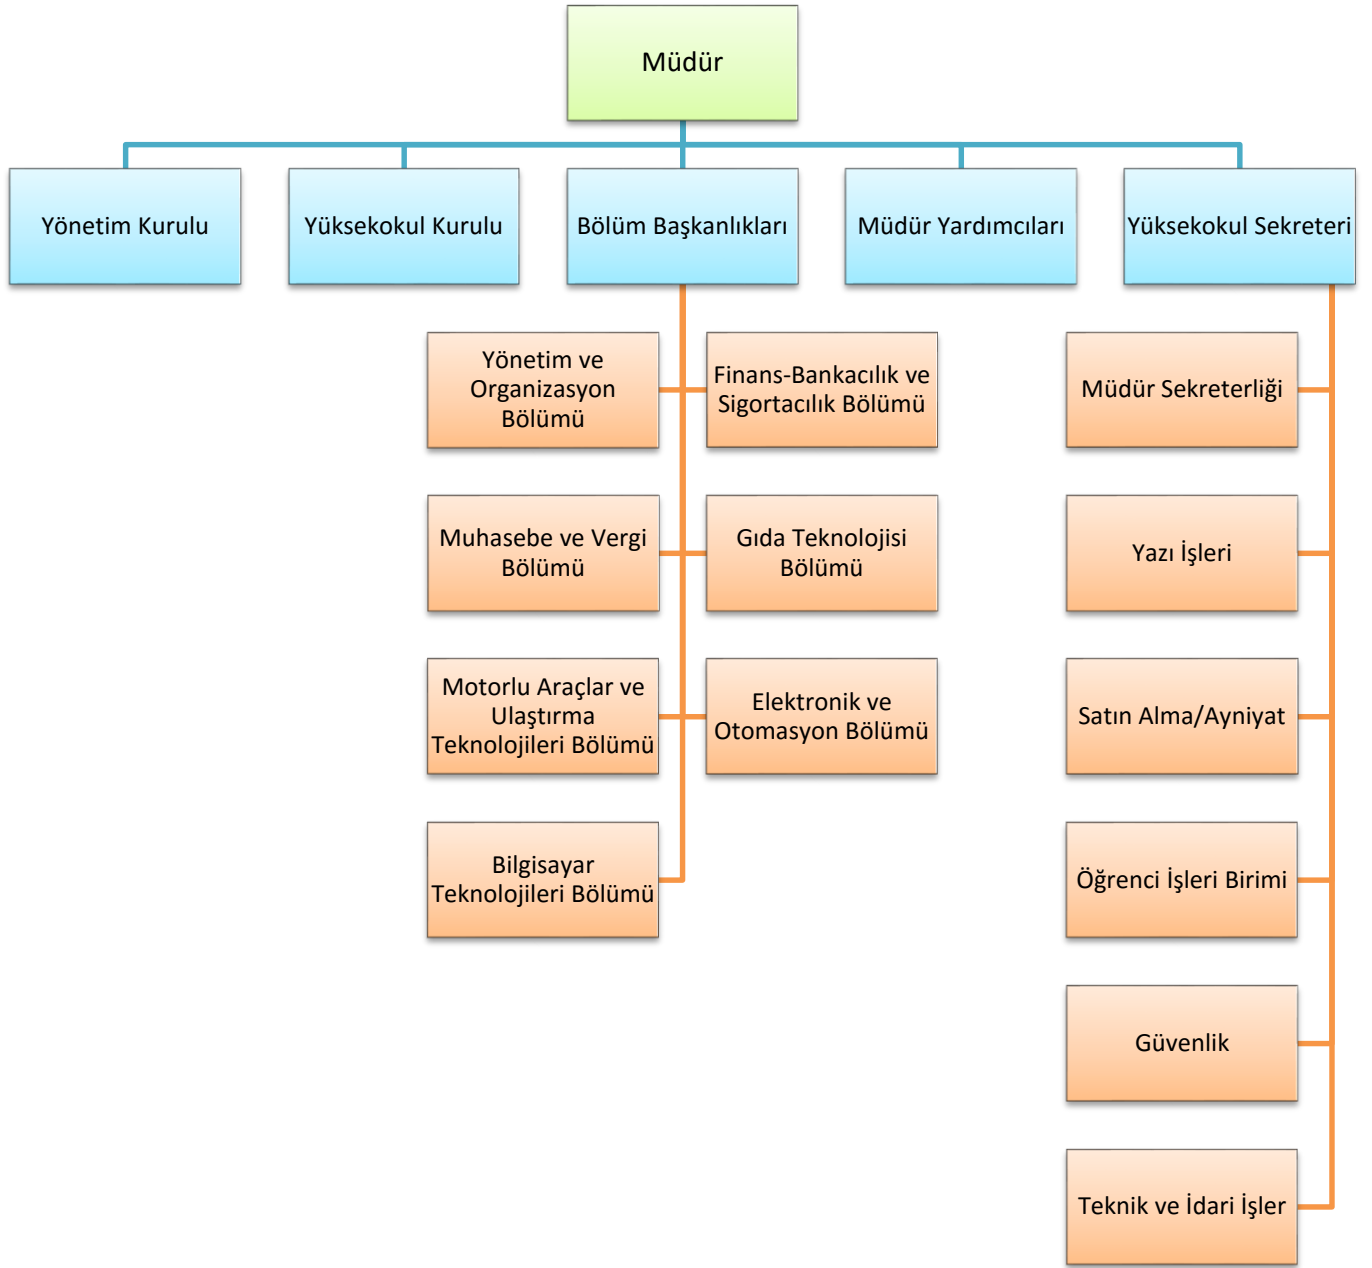 Müdür
Yönetim Kurulu
Yüksekokul Kurulu
Bölüm Başkanlıkları
Müdür Yardımcıları
Yüksekokul Sekreteri
Yönetim ve
Organizasyon
Bölümü
Finans-Bankacılık ve
Sigortacılık Bölümü
Müdür Sekreterliği
Muhasebe ve Vergi
Bölümü
Gıda Teknolojisi
Bölümü
Yazı İşleri
Motorlu Araçlar ve
Ulaştırma
Teknolojileri Bölümü
Elektronik ve
Otomasyon Bölümü
Satın Alma/Ayniyat
Bilgisayar
Teknolojileri Bölümü
Öğrenci İşleri Birimi
Güvenlik
Teknik ve İdari İşler